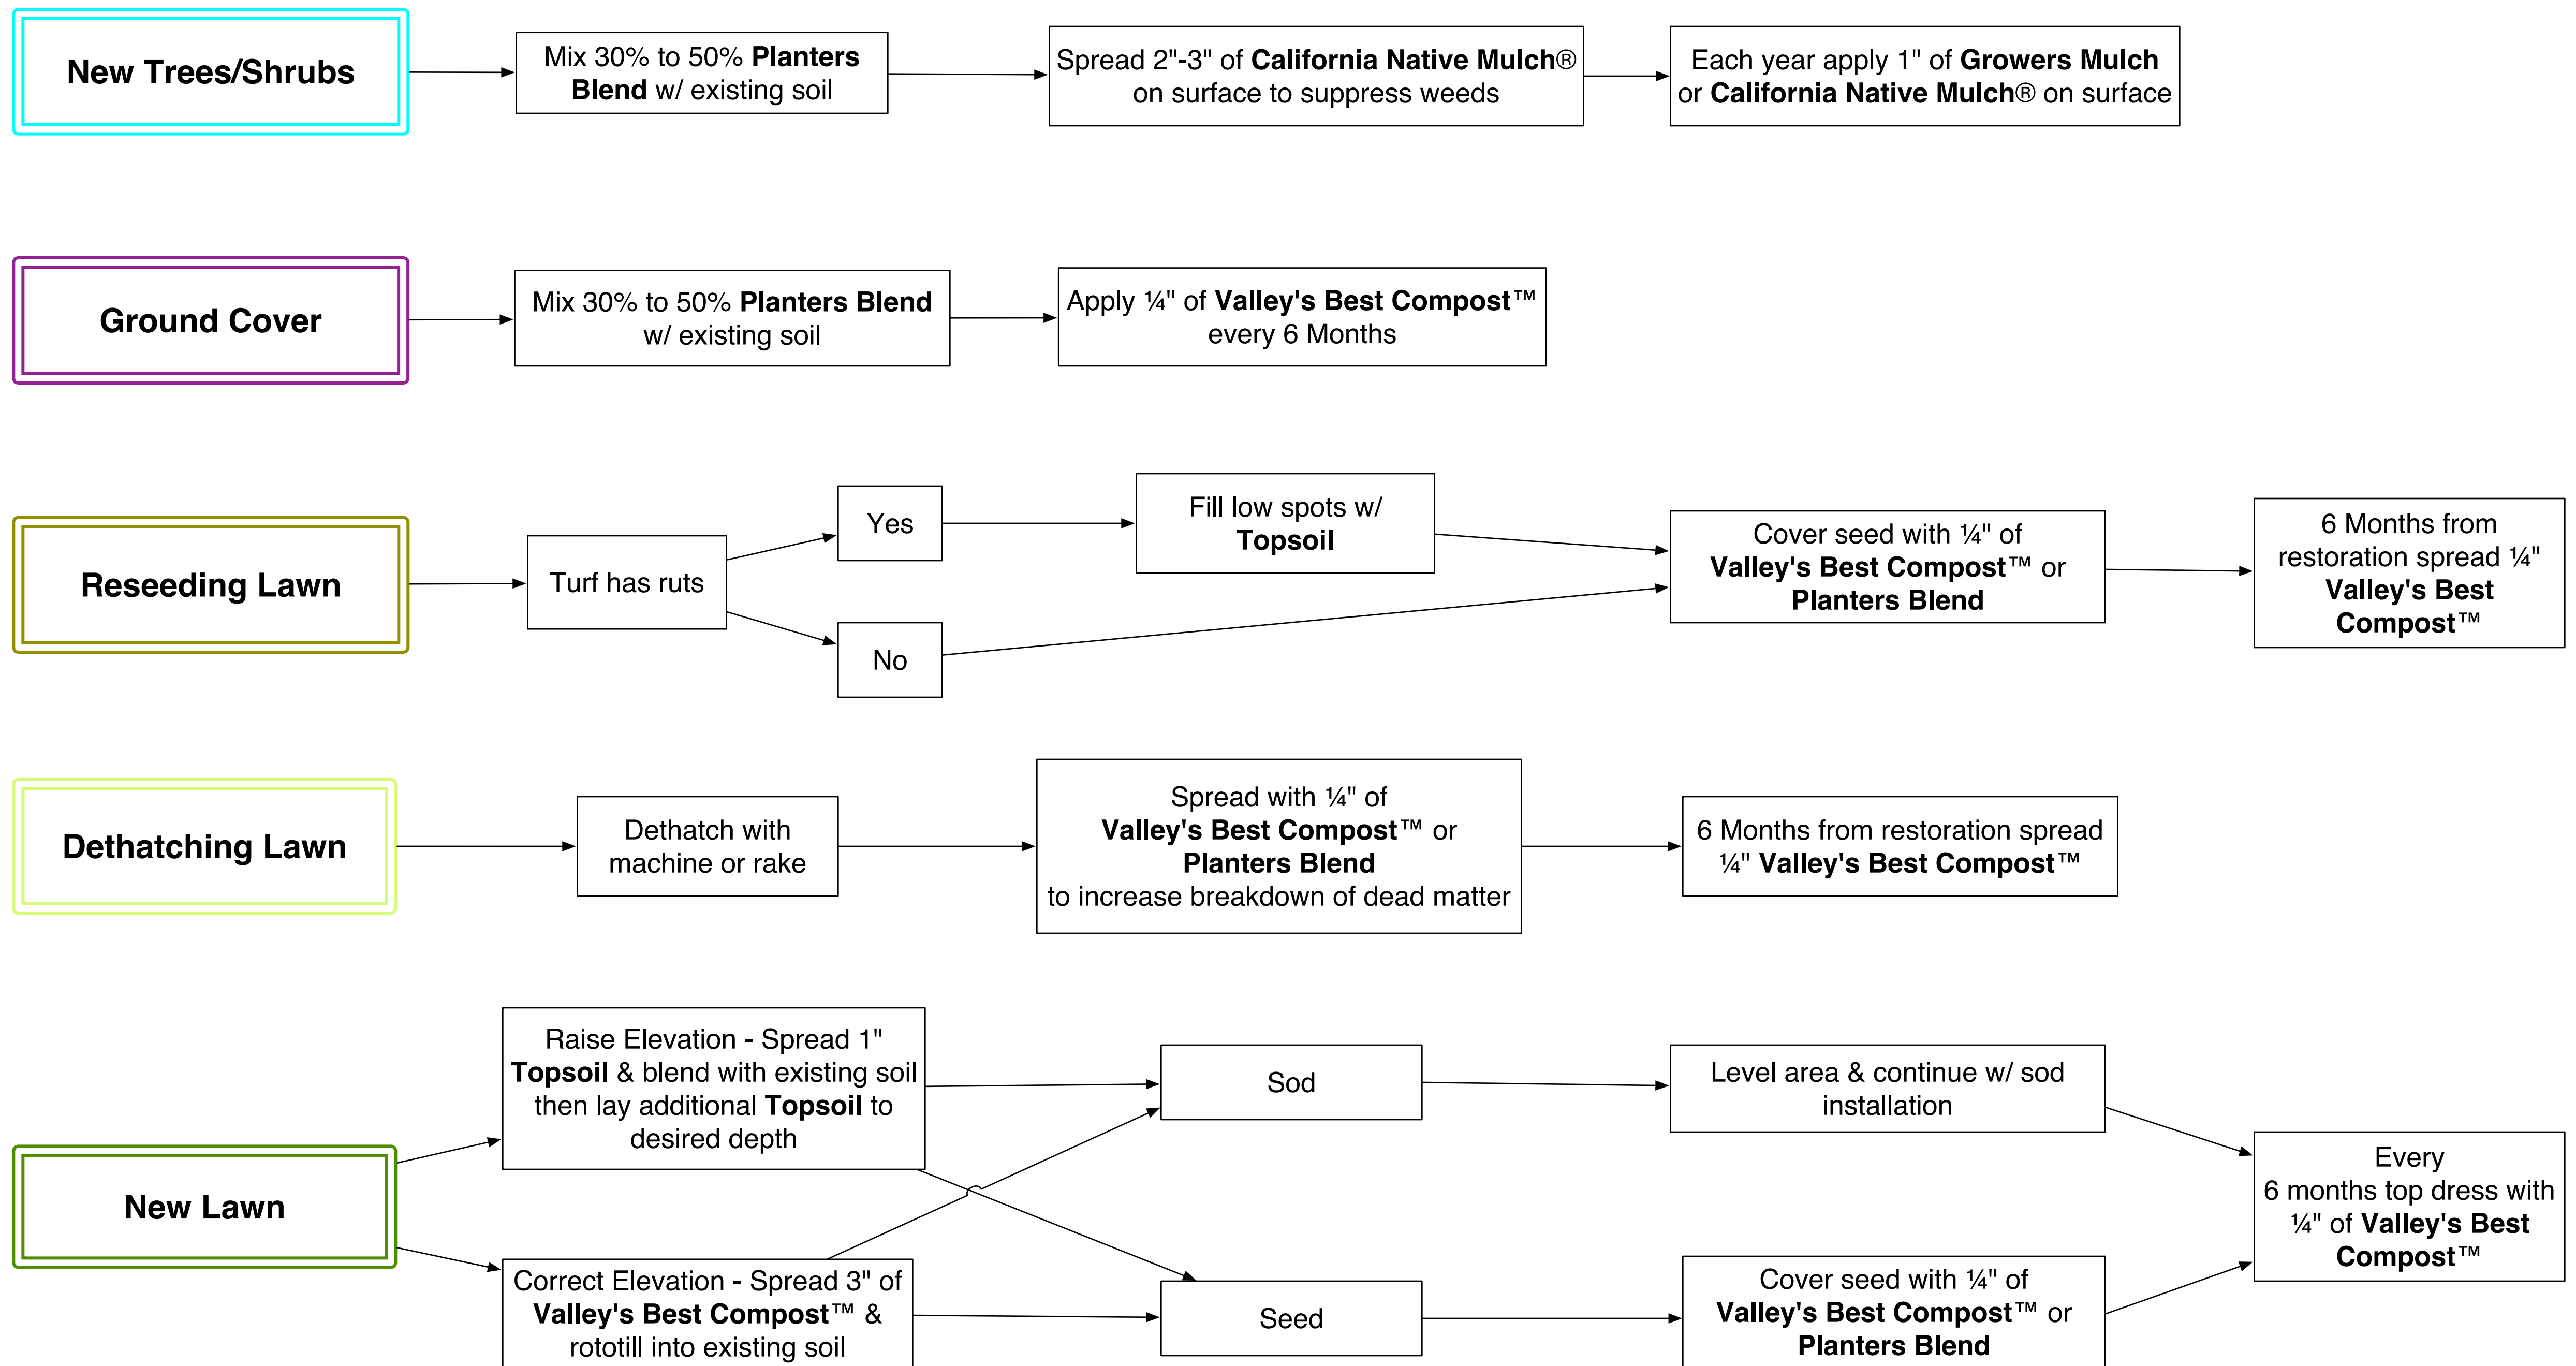 New Trees/Shrubs
Mix 30% to 50% Planters
Blend w/ existing soil
Spread 2"-3" of California Native Mulch®
on surface to suppress weeds
Each year apply 1" of Growers Mulch
or California Native Mulch® on surface
Ground Cover
Mix 30% to 50% Planters Blend
w/ existing soil
Apply ¼" of Valley's Best Compost™
every 6 Months
Reseeding Lawn
Turf has ruts
Yes
No
Fill low spots w/
Topsoil
Cover seed with ¼" of
Valley's Best Compost™ or
Planters Blend
6 Months from
restoration spread ¼"
Valley's Best
Compost™
Dethatching Lawn
Dethatch with
machine or rake
Spread with ¼" of
Valley's Best Compost™ or
Planters Blend
to increase breakdown of dead matter
6 Months from restoration spread
¼" Valley's Best Compost™
New Lawn
Raise Elevation - Spread 1"
Topsoil & blend with existing soil
then lay additional Topsoil to
desired depth
Correct Elevation - Spread 3" of
Valley's Best Compost™ &
rototill into existing soil
Sod
Seed
Level area & continue w/ sod
installation
Cover seed with ¼" of
Valley's Best Compost™ or
Planters Blend
Every
6 months top dress with
¼" of Valley's Best
Compost™